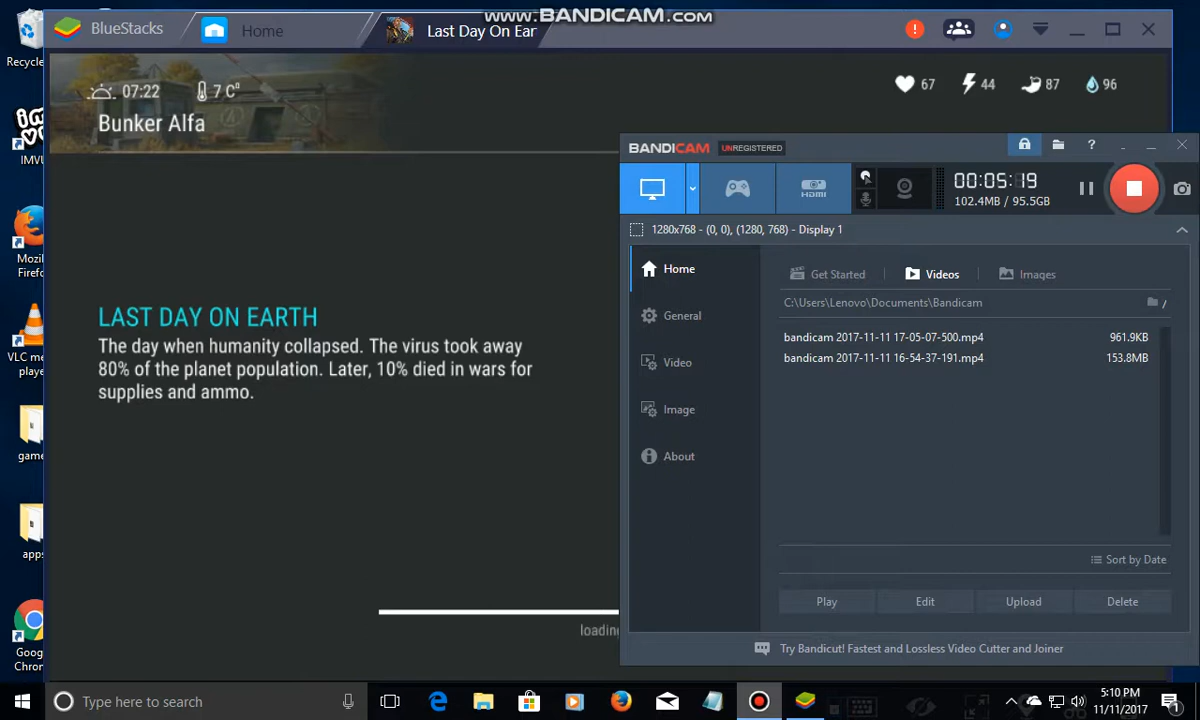 www.BANDICAM.com
BlueStacks
Home
Last Day On Ear
Recycle
IMVU
Mozil
Firefo
VLC me
playe
game
apps
Goog
Chron
07:22
7 C°
67
44
87
96
Bunker Alfa
LAST DAY ON EARTH
The day when humanity collapsed. The virus took away
80% of the planet population. Later, 10% died in wars for
supplies and ammo.
loading
BANDICAM
UNREGISTERED
?
HDMI
00:05:19
102.4MB / 95.5GB
1280x768 - (0, 0), (1280, 768) - Display 1
Home
General
Video
Image
About
Get Started
Videos
Images
C:\Users\Lenovo\Documents\Bandicam
/
bandicam 2017-11-11 17-05-07-500.mp4
961.9KB
bandicam 2017-11-11 16-54-37-191.mp4
153.8MB
Sort by Date
Play
Edit
Upload
Delete
Try Bandicut! Fastest and Lossless Video Cutter and Joiner
Type here to search
5:10 PM
11/11/2017
1